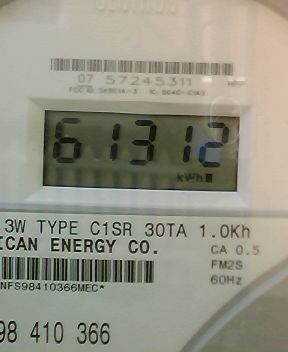 07 57245311
61312
kWh
3W TYPE C1SR 30TA 1.0Kh
ICAN ENERGY CO.
CA 0.5
FM2S
60Hz
NFS98410366MEC*
98 410 366